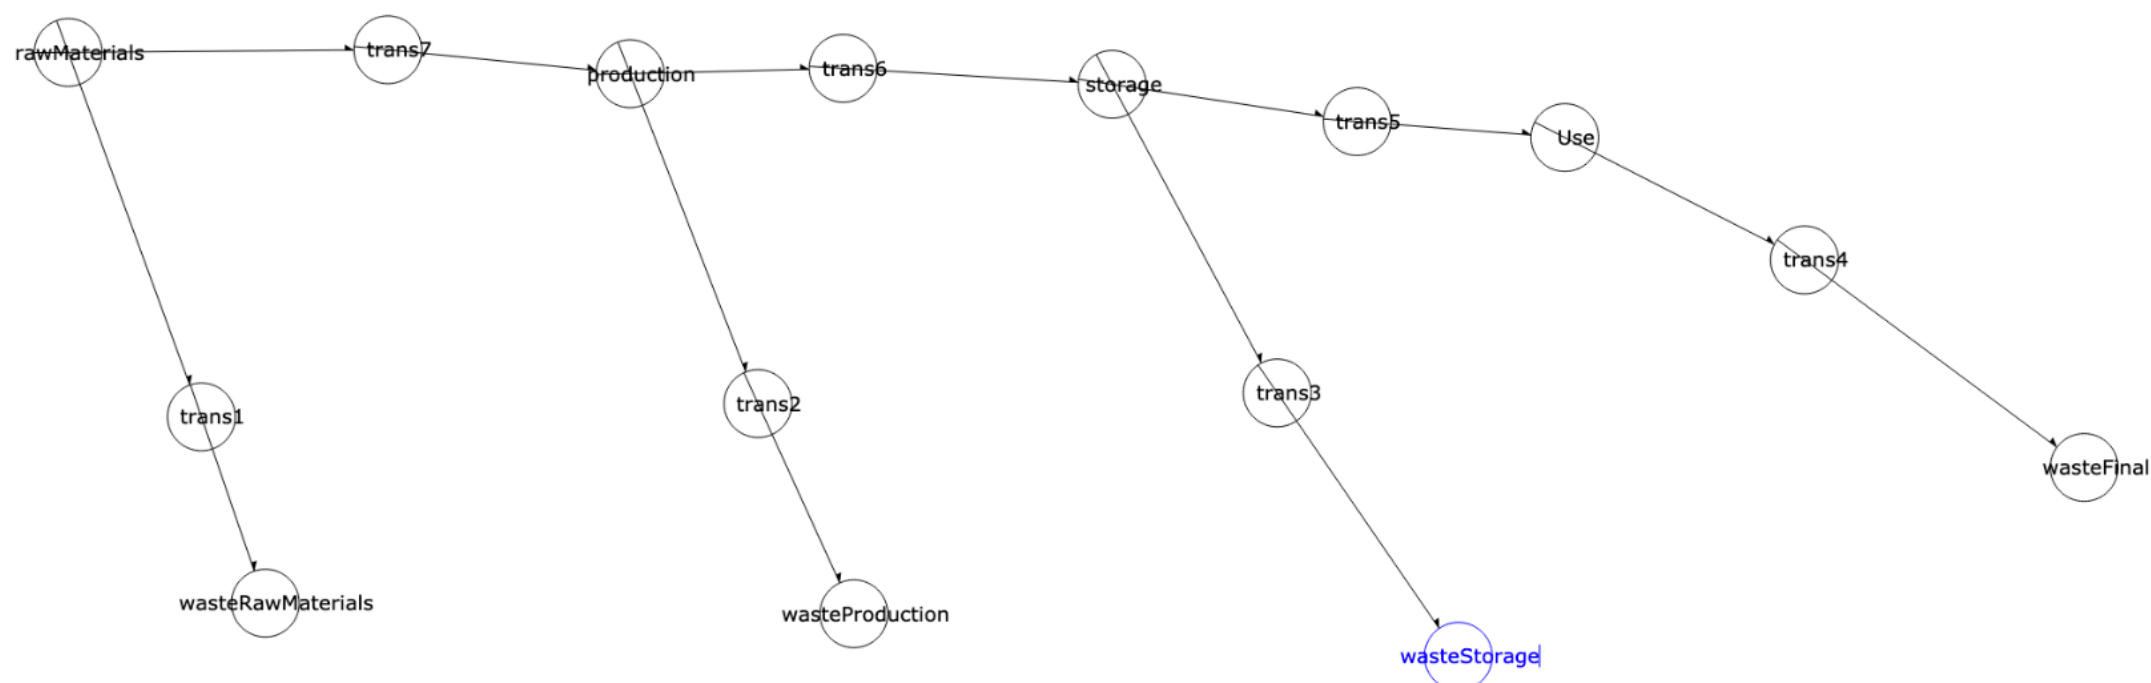 rawMaterials
trans7
production
trans6
storage
trans5
Use
trans4
trans1
trans2
trans3
wasteFinal
wasteRawMaterials
wasteProduction
wasteStorage